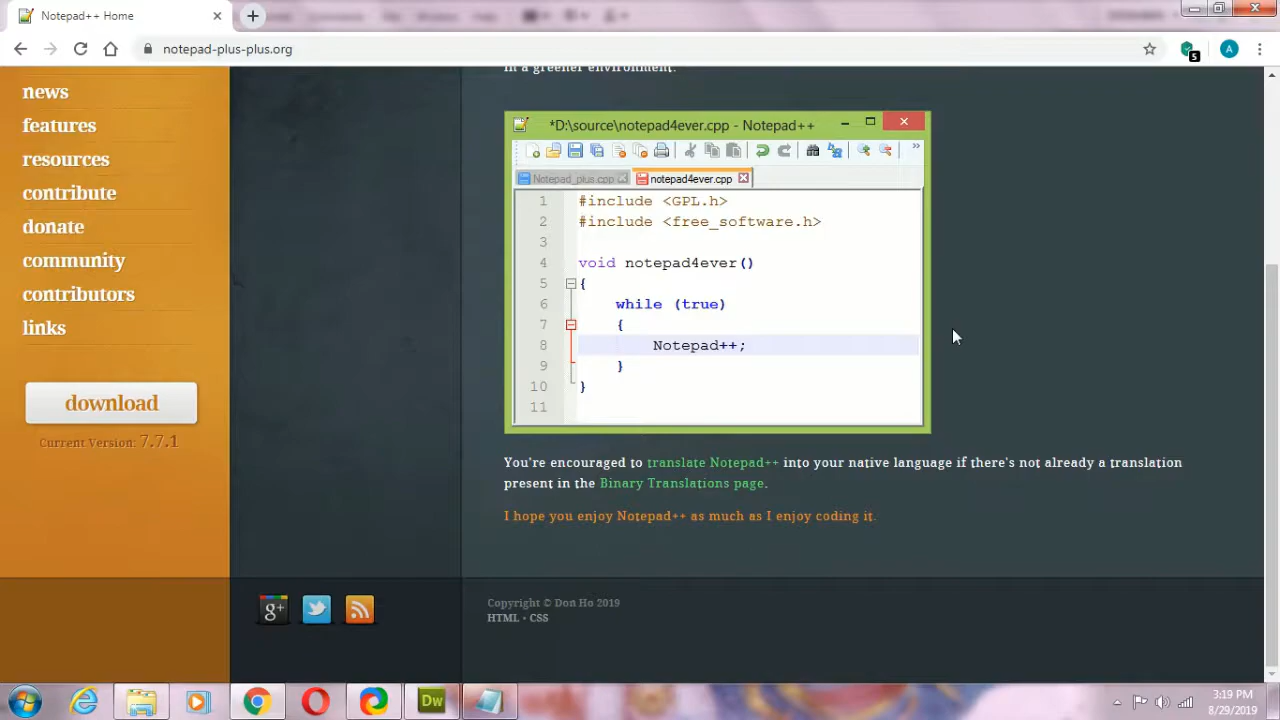 Notepad++ Home
notepad-plus-plus.org
A
S
in a greener environment.
news
features
resources
contribute
donate
community
contributors
links
download
Current Version: 7.7.1
*D:\source\notepad4ever.cpp - Notepad++
Notepad_plus.cpp
notepad4ever.cpp
1 #include <GPL.h>
2 #include <free_software.h>
3
4 void notepad4ever()
5 {
6 while (true)
7 {
8 Notepad++;
9 }
10 }
11
You're encouraged to translate Notepad++ into your native language if there's not already a translation
present in the Binary Translations page.
I hope you enjoy Notepad++ as much as I enjoy coding it.
g+
Copyright © Don Ho 2019
HTML • CSS
Dw
3:19 PM
8/29/2019